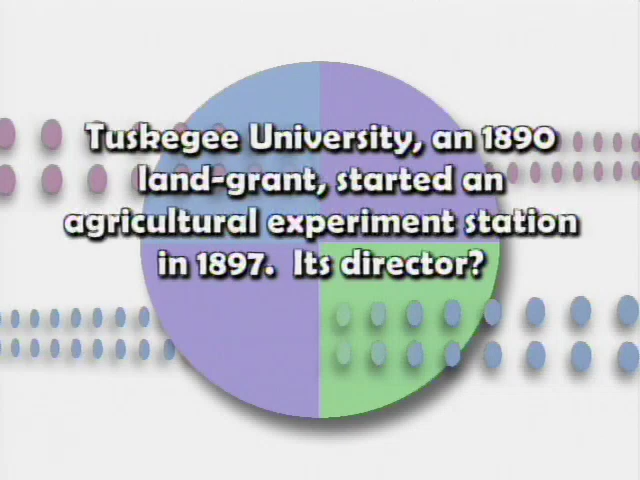 Tuskegee University, an 1890
land-grant, started an
agricultural experiment station
in 1897.  Its director?